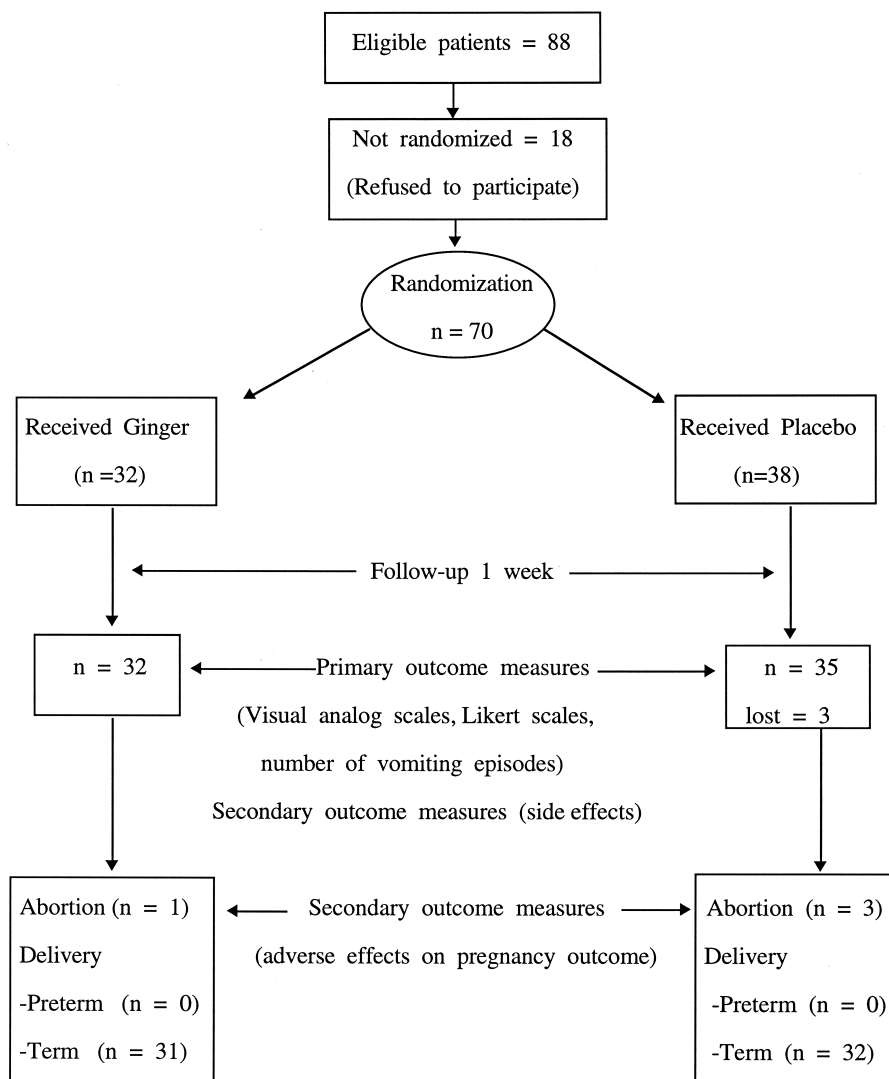 Eligible patients = 88
Not randomized = 18
(Refused to participate)
Randomization
n = 70
Received Ginger
(n =32)
Received Placebo
(n=38)
Follow-up 1 week
n = 32
Primary outcome measures
(Visual analog scales, Likert scales,
number of vomiting episodes)
Secondary outcome measures (side effects)
n = 35
lost = 3
Abortion (n = 1)
Delivery
-Preterm (n = 0)
-Term (n = 31)
Secondary outcome measures
(adverse effects on pregnancy outcome)
Abortion (n = 3)
Delivery
-Preterm (n = 0)
-Term (n = 32)